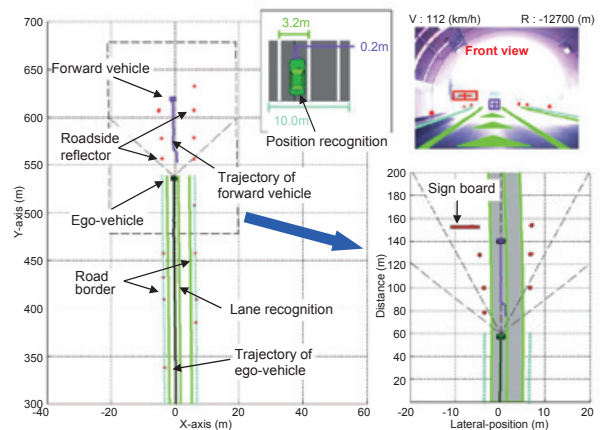 V : 112 (km/h)
R : -12700 (m)
Front view
3.2m
0.2m
10.0m
Position recognition
Y-axis (m)
700
650
600
550
500
450
400
350
300
Forward vehicle
Roadside
reflector
Trajectory of
forward vehicle
Ego-vehicle
Road
border
Lane recognition
Trajectory of
ego-vehicle
-40
-20
0
20
40
60
X-axis (m)
Sign board
Distance (m)
200
180
160
140
120
100
80
60
40
20
-20
-10
0
10
20
Lateral-position (m)